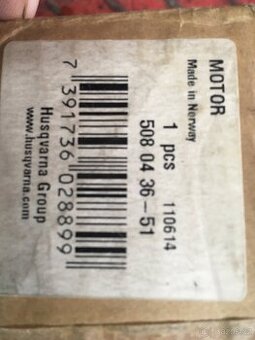 MOTOR
Made in Norway
1 pcs 110614
508 04 36-51
7 391736 028899
Husqvarna Group
www.husqvarna.com